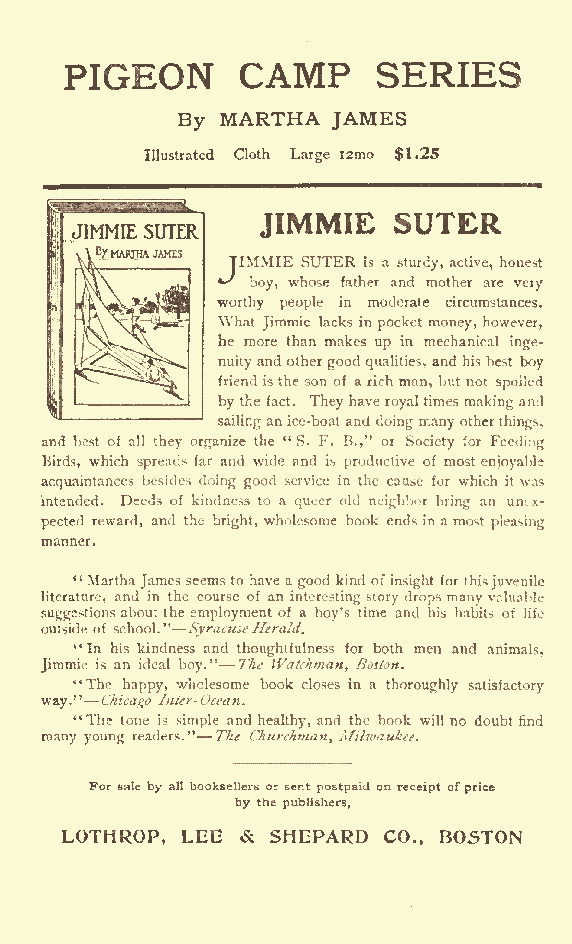 PIGEON CAMP SERIES
By MARTHA JAMES
Illustrated Cloth Large 12mo $1.25
JIMMIE SUTER
By MARTHA JAMES
JIMMIE SUTER
JIMMIE SUTER is a sturdy, active, honest
boy, whose father and mother are very
worthy people in moderate circumstances.
What Jimmie lacks in pocket money, however,
he more than makes up in mechanical inge-
nuity and other good qualities, and his best boy
friend is the son of a rich man, but not spoiled
by the fact. They have royal times making and
sailing an ice-boat and doing many other things,
and best of all they organize the “S. F. B.,” or Society for Feeding
Birds, which spreads far and wide and is productive of most enjoyable
acquaintances besides doing good service in the cause for which it was
intended. Deeds of kindness to a queer old neighbor bring an unex-
pected reward, and the bright, wholesome book ends in a most pleasing
manner.
“Martha James seems to have a good kind of insight for this juvenile
literature, and in the course of an interesting story drops many valuable
suggestions about the employment of a boy's time and his habits of life
outside of school.”—Syracuse Herald.
“In his kindness and thoughtfulness for both men and animals,
Jimmie is an ideal boy.”—The Watchman, Boston.
“The happy, wholesome book closes in a thoroughly satisfactory
way.”—Chicago Inter-Ocean.
“The tone is simple and healthy, and the book will no doubt find
many young readers.”—The Churchman, Milwaukee.
For sale by all booksellers or sent postpaid on receipt of price
by the publishers,
LOTHROP, LEE & SHEPARD CO., BOSTON